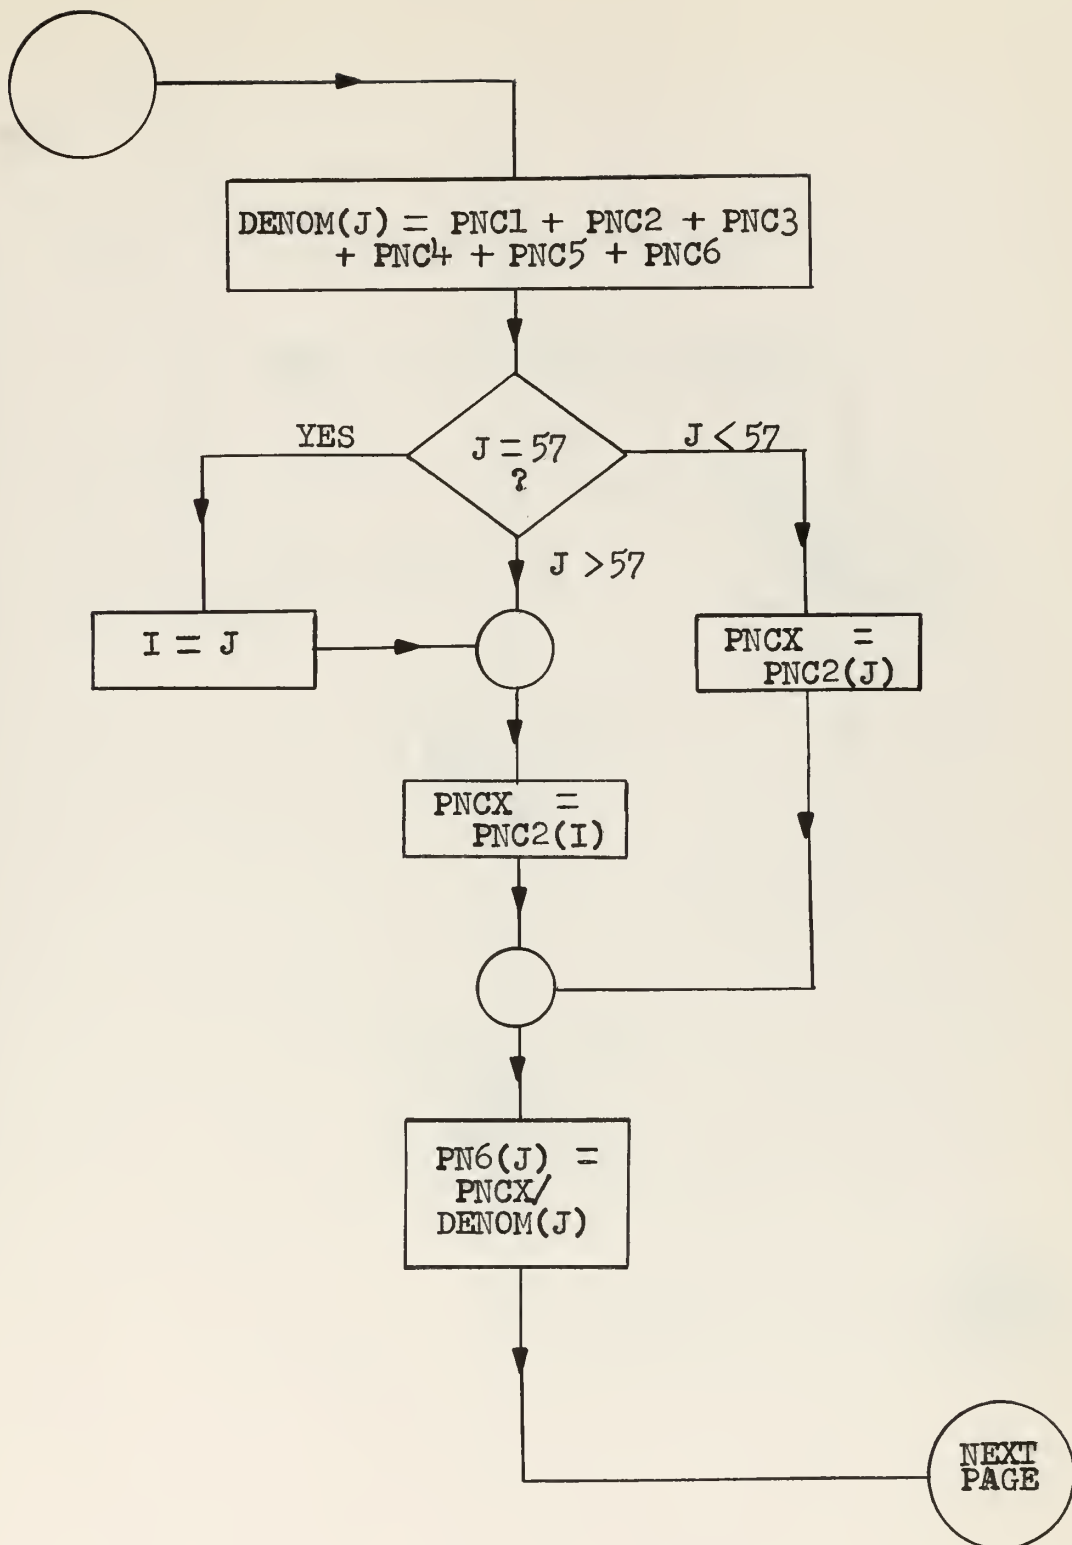 DENOM(J) = PNC1 + PNC2 + PNC3
+ PNC4 + PNC5 + PNC6
YES
J = 57
?
J < 57
J > 57
I = J
PNCX =
PNC2(J)
PNCX =
PNC2(I)
PN6(J) =
PNCX/
DENOM(J)
NEXT
PAGE